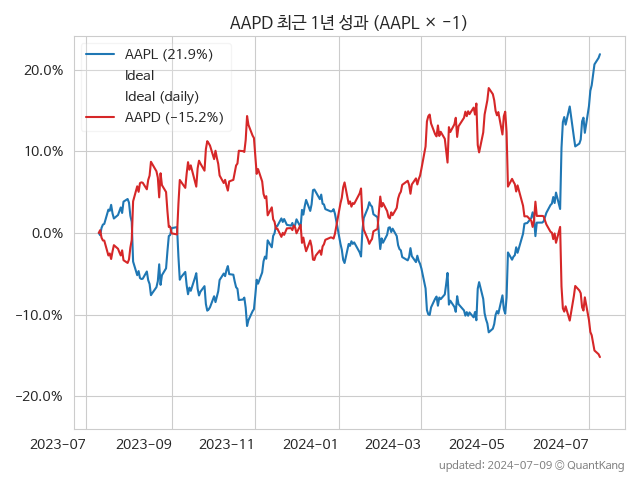 AAPD 최근 1년 성과 (AAPL × −1)
AAPL (21.9%)
Ideal
Ideal (daily)
AAPD (−15.2%)
20.0%
10.0%
0.0%
−10.0%
−20.0%
2023-07 2023-09 2023-11 2024-01 2024-03 2024-05 2024-07
updated: 2024-07-09 © QuantKang